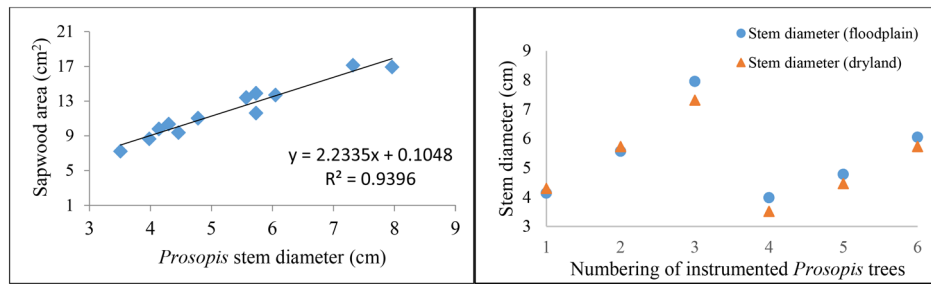 21
17
13
9
5
1
Sapwood area (cm²)
y = 2.2335x + 0.1048
R² = 0.9396
3 4 5 6 7 8 9
Prosopis stem diameter (cm)
Stem diameter (floodplain)
Stem diameter (dryland)
9
8
7
6
5
4
3
Stem diameter (cm)
1 2 3 4 5 6
Numbering of instrumented Prosopis trees